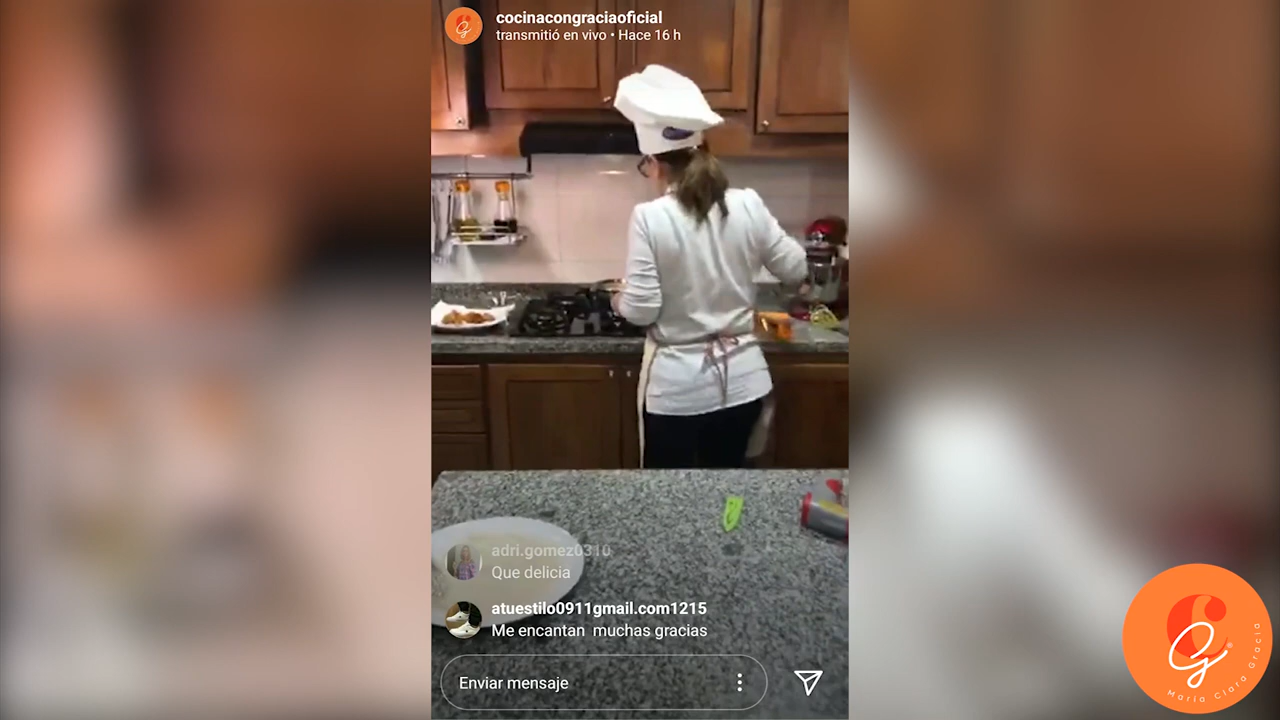 cocinacongraciaoficial
transmitió en vivo • Hace 16 h
adri.gomez0310
Que delicia
atuestilo0911gmail.com1215
Me encantan muchas gracias
Enviar mensaje
María Clara Gracia